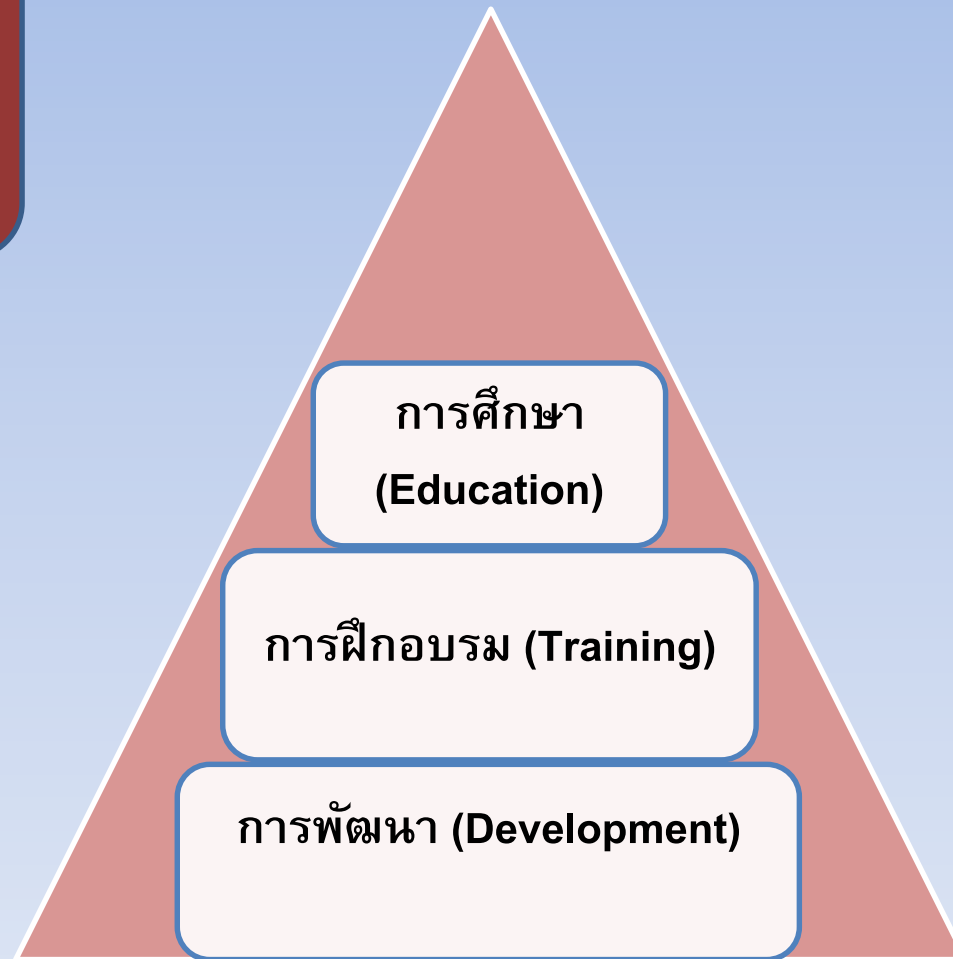 การศึกษา
(Education)
การฝึกอบรม (Training)
การพัฒนา (Development)